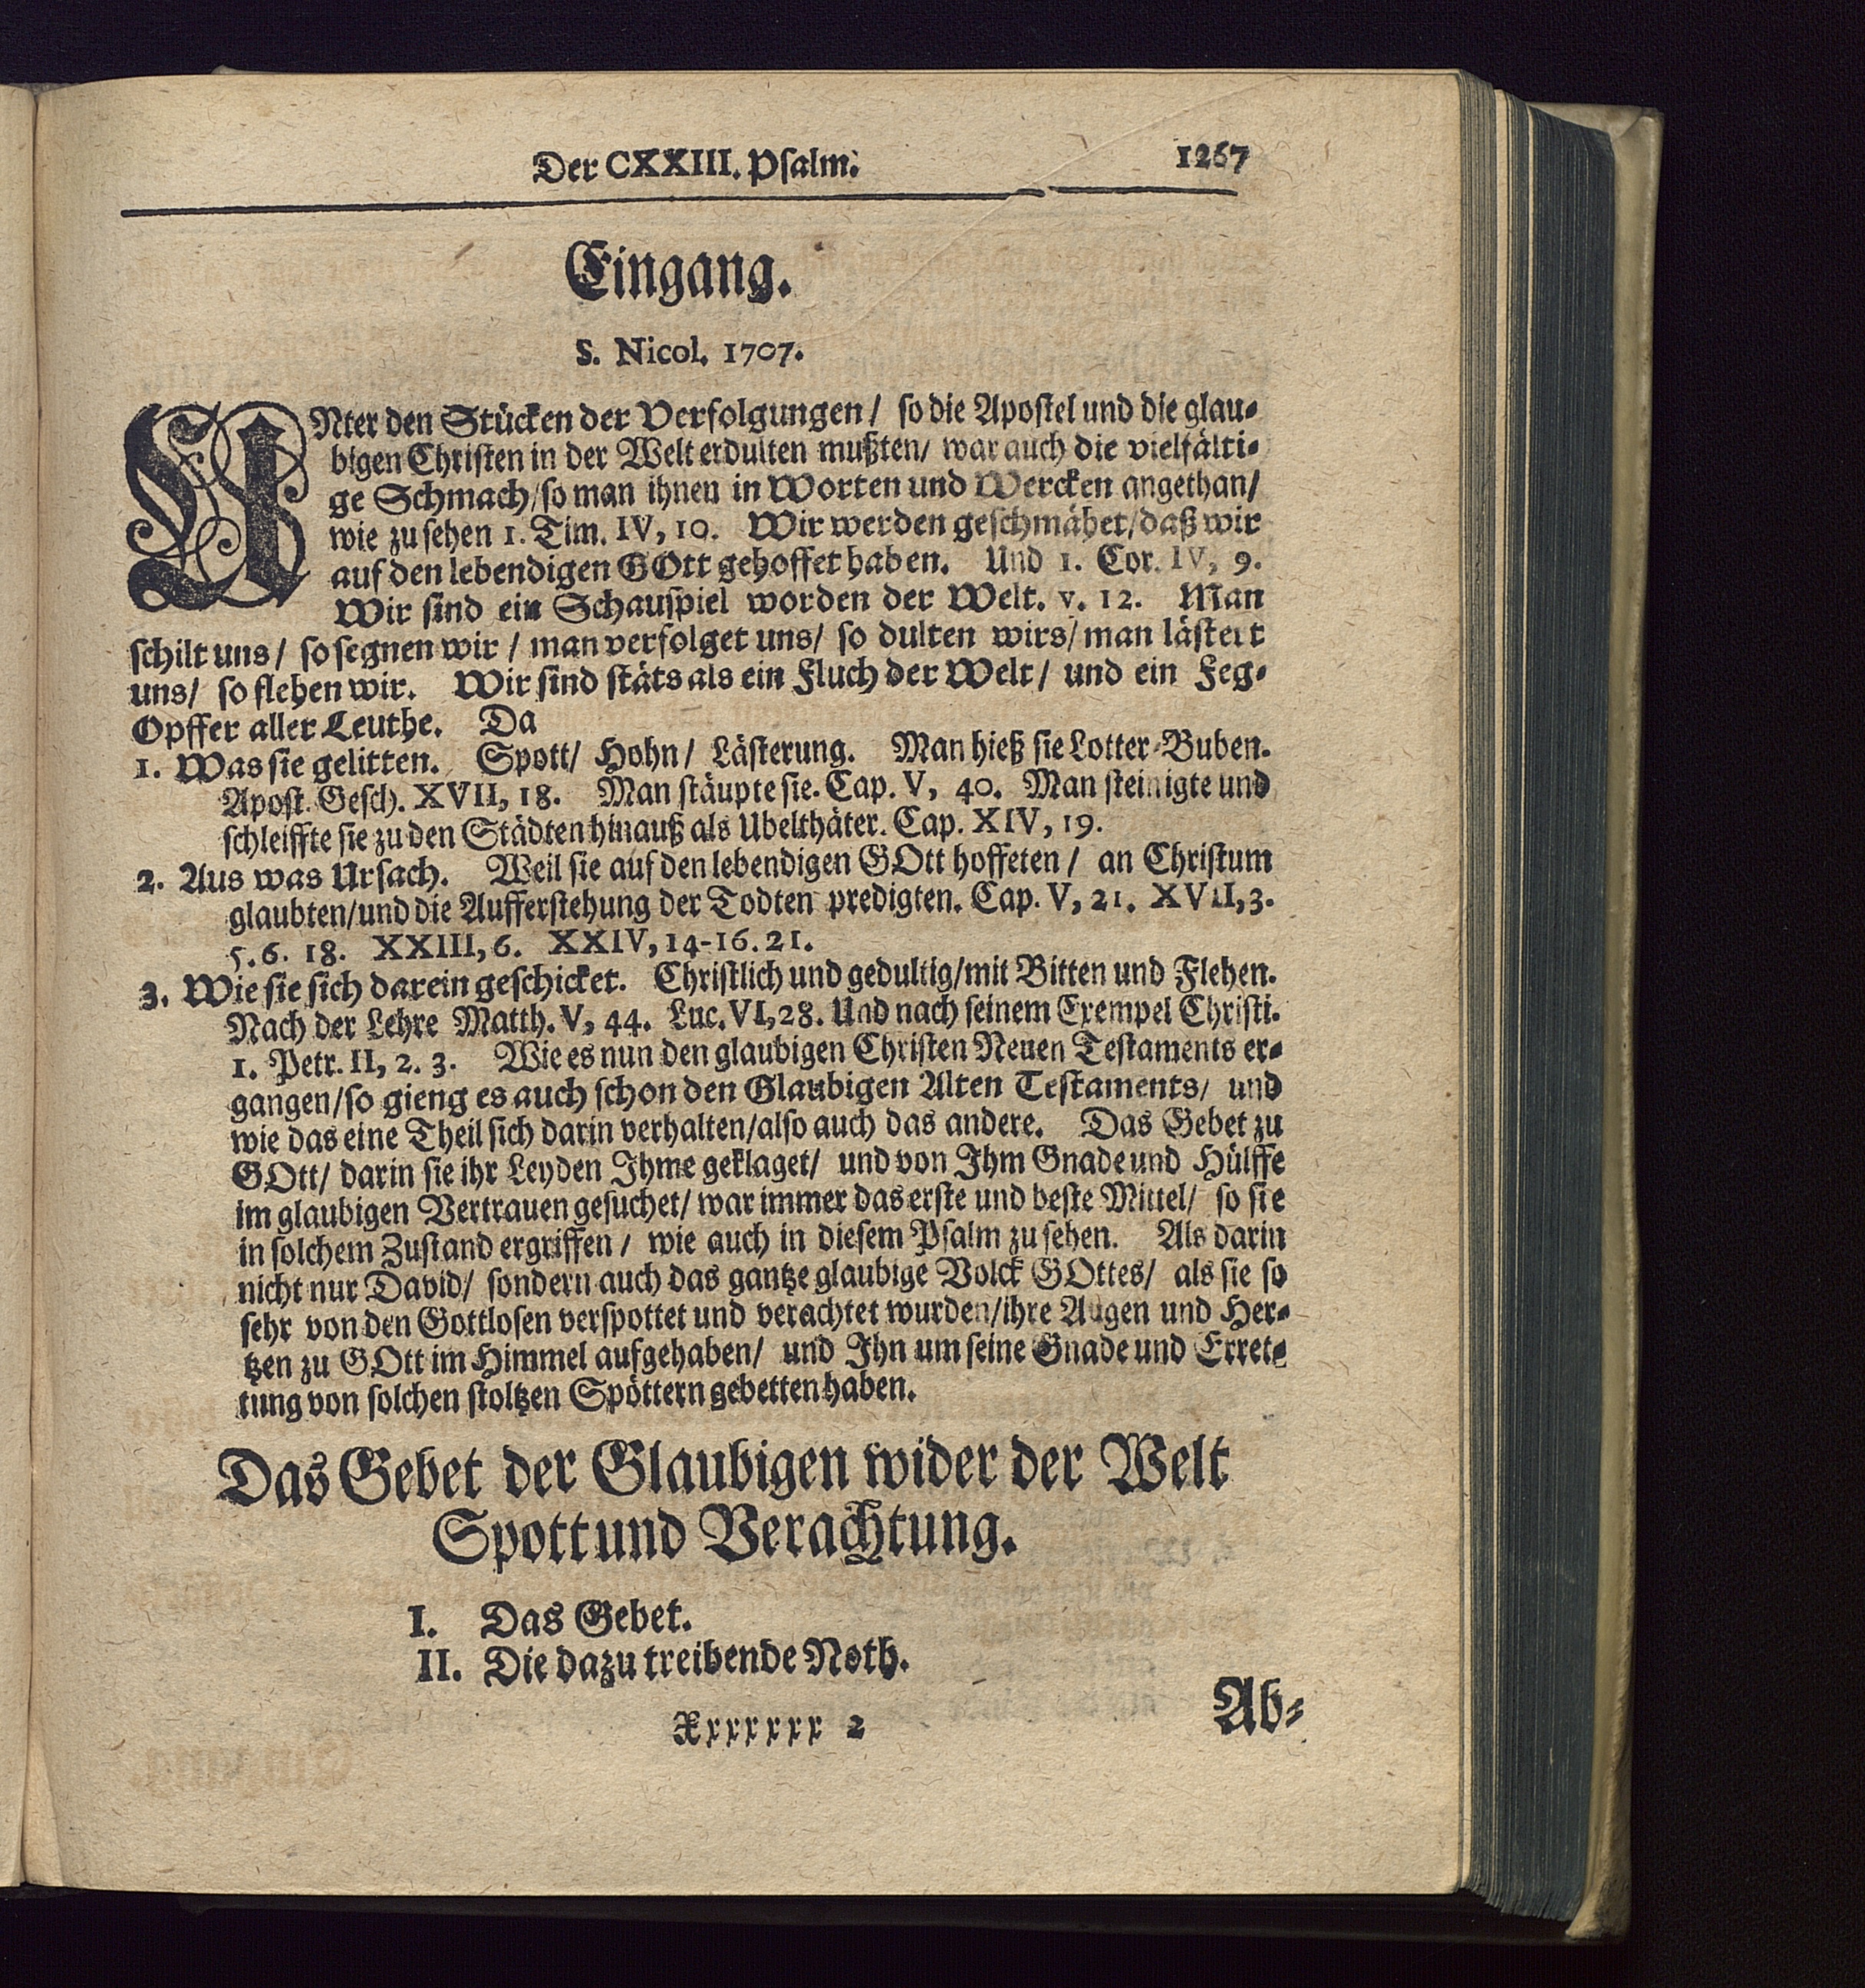 Der CXXIII. Psalm. 1267
Eingang.
S. Nicol. 1707.
UNter den Stücken der Verfolgungen / so die Apostel und die glau-
bigen Christen in der Welt erdulten mußten / war auch die vielfälti-
ge Schmach / so man ihnen in Worten und Wercken angethan /
wie zu sehen 1. Tim. IV, 10. Wir werden geschmähet / daß wir
auf den lebendigen GOtt gehoffet haben. Und 1. Cor. IV, 9.
Wir sind ein Schauspiel worden der Welt. v. 12. Man
schilt uns / so segnen wir / man verfolget uns / so dulten wirs / man lästert
uns / so flehen wir. Wir sind stäts als ein Fluch der Welt / und ein Feg-
Opffer aller Leuthe. Da
1. Was sie gelitten. Spott / Hohn / Lästerung. Man hieß sie Lotter-Buben.
Apost. Gesch. XVII, 18. Man stäupte sie. Cap. V, 40. Man steinigte und
schleiffte sie zu den Städten hinauß als Ubelthäter. Cap. XIV, 19.
2. Aus was Ursach. Weil sie auf den lebendigen GOtt hoffeten / an Christum
glaubten / und die Aufferstehung der Todten predigten. Cap. V, 21. XVII, 3.
5. 6. 18. XXIII, 6. XXIV, 14-16. 21.
3. Wie sie sich darein geschicket. Christlich und gedultig / mit Bitten und Flehen.
Nach der Lehre Matth. V, 44. Luc. VI, 28. Und nach seinem Exempel Christi.
1. Petr. II, 2. 3. Wie es nun den glaubigen Christen Neuen Testaments er-
gangen / so gieng es auch schon den Glaubigen Alten Testaments / und
wie das eine Theil sich darin verhalten / also auch das andere. Das Gebet zu
GOtt / darin sie ihr Leyden Ihme geklaget / und von Ihm Gnade und Hülffe
im glaubigen Vertrauen gesuchet / war immer das erste und beste Mittel / so sie
in solchem Zustand ergriffen / wie auch in diesem Psalm zu sehen. Als darin
nicht nur David / sondern auch das gantze glaubige Volck GOttes / als sie so
sehr von den Gottlosen verspottet und verachtet wurden / ihre Augen und Her-
tzen zu GOtt im Himmel aufgehaben / und Ihn um seine Gnade und Erret-
tung von solchen stoltzen Spöttern gebetten haben.
Das Gebet der Glaubigen wider der Welt
Spott und Verachtung.
I. Das Gebet.
II. Die dazu treibende Noth.
Xxxxxxx 2 Ab-